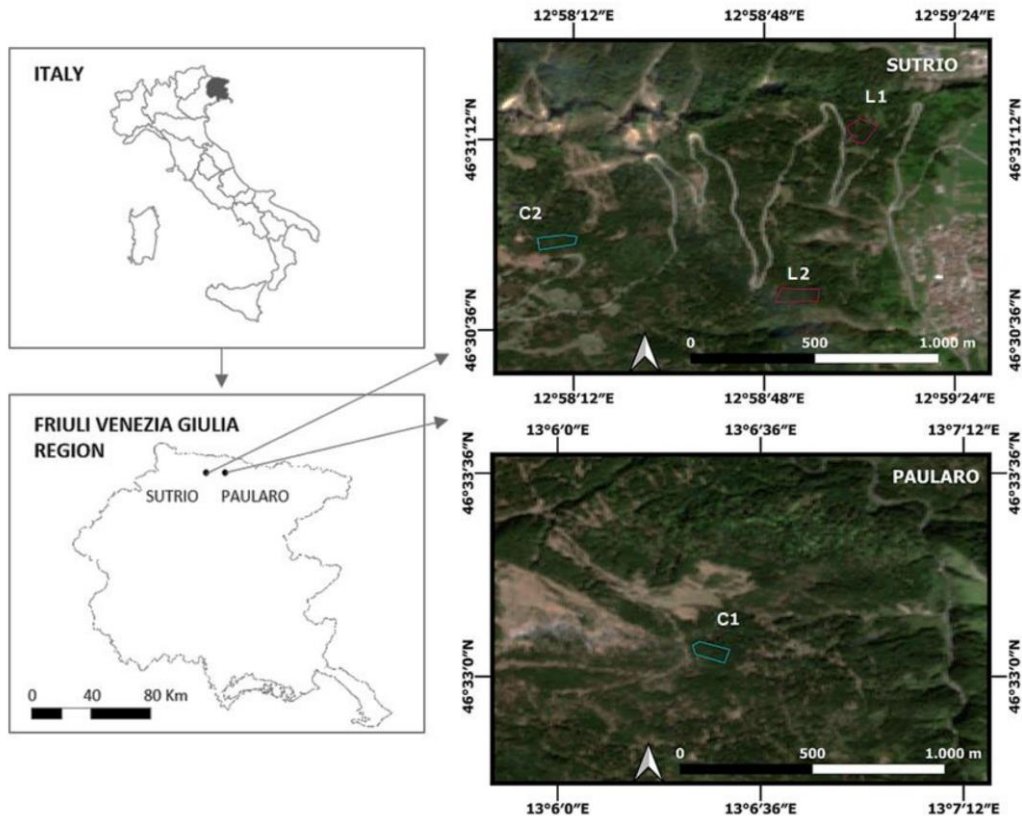 ITALY
FRIULI VENEZIA GIULIA
REGION
SUTRIO PAULARO
0 40 80 Km
12°58′12″E 12°58′48″E 12°59′24″E
SUTRIO
L1
C2
L2
46°31′12″N
46°30′36″N
46°31′12″N
46°30′36″N
0 500 1.000 m
12°58′12″E 12°58′48″E 12°59′24″E
13°6′0″E 13°6′36″E 13°7′12″E
PAULARO
C1
46°33′36″N
46°33′0″N
46°33′36″N
46°33′0″N
0 500 1.000 m
13°6′0″E 13°6′36″E 13°7′12″E